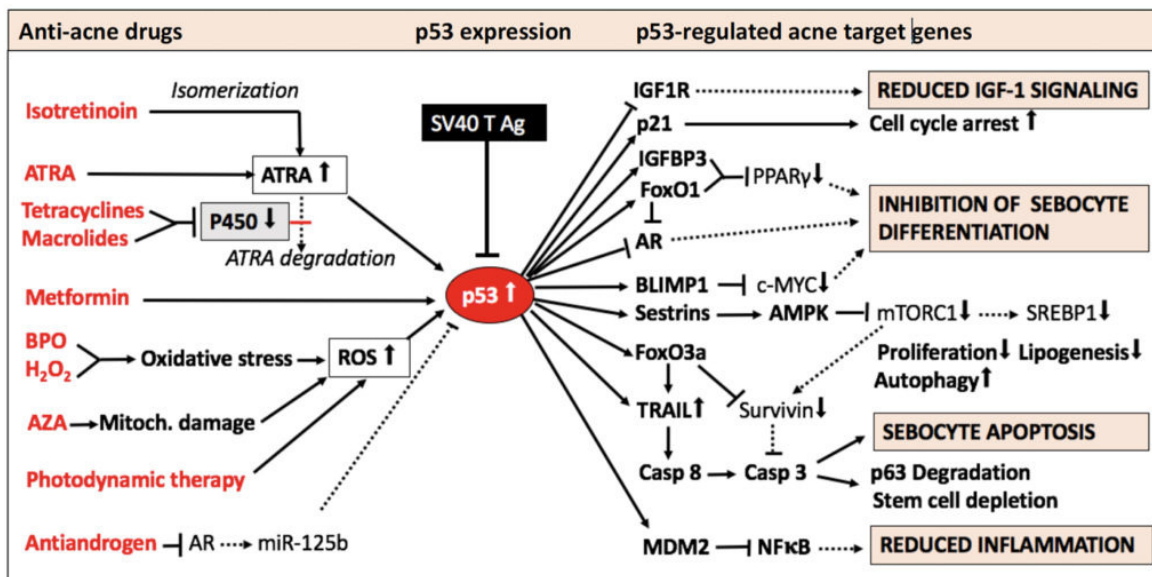 Anti-acne drugs p53 expression p53-regulated acne target genes
Isotretinoin
Isomerization
ATRA
ATRA ↑
Tetracyclines
Macrolides
P450 ↓
ATRA degradation
Metformin
BPO
H₂O₂
Oxidative stress
ROS ↑
AZA
Mitoch. damage
Photodynamic therapy
Antiandrogen
AR
miR-125b
SV40 T Ag
p53 ↑
IGF1R
REDUCED IGF-1 SIGNALING
p21
Cell cycle arrest ↑
IGFBP3
FoxO1
PPARγ ↓
AR
INHIBITION OF SEBOCYTE
DIFFERENTIATION
BLIMP1
c-MYC ↓
Sestrins
AMPK
mTORC1 ↓
SREBP1 ↓
Proliferation ↓ Lipogenesis ↓
Autophagy ↑
FoxO3a
TRAIL ↑
Survivin ↓
SEBOCYTE APOPTOSIS
Casp 8
Casp 3
p63 Degradation
Stem cell depletion
MDM2
NFκB
REDUCED INFLAMMATION